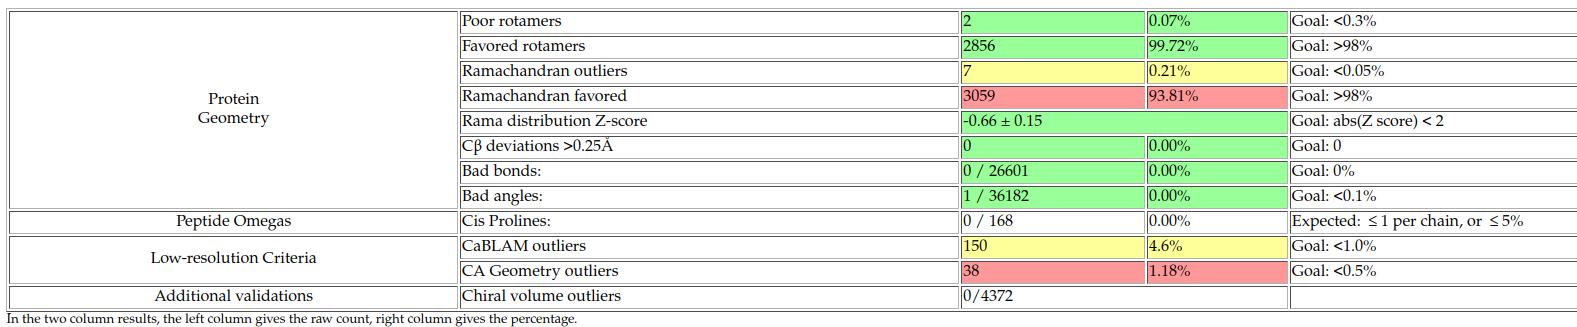 Protein Geometry
Poor rotamers 2 0.07% Goal: <0.3%
Favored rotamers 2856 99.72% Goal: >98%
Ramachandran outliers 7 0.21% Goal: <0.05%
Ramachandran favored 3059 93.81% Goal: >98%
Rama distribution Z-score -0.66 ± 0.15 Goal: abs(Z score) < 2
Cβ deviations >0.25Å 0 0.00% Goal: 0
Bad bonds: 0 / 26601 0.00% Goal: 0%
Bad angles: 1 / 36182 0.00% Goal: <0.1%
Peptide Omegas Cis Prolines: 0 / 168 0.00% Expected: ≤ 1 per chain, or ≤ 5%
Low-resolution Criteria
CaBLAM outliers 150 4.6% Goal: <1.0%
CA Geometry outliers 38 1.18% Goal: <0.5%
Additional validations Chiral volume outliers 0/4372
In the two column results, the left column gives the raw count, right column gives the percentage.